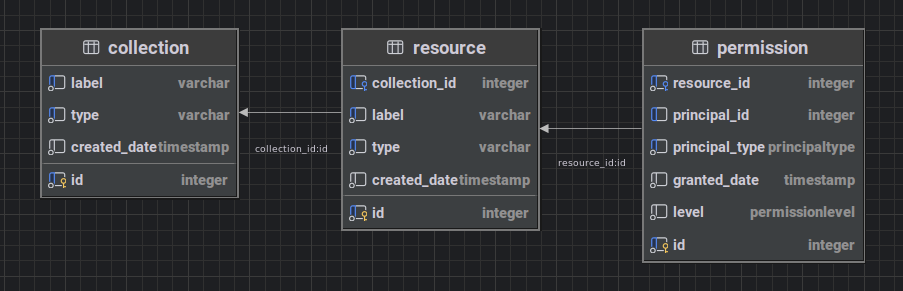 collection
label varchar
type varchar
created_date timestamp
id integer
collection_id:id
resource
collection_id integer
label varchar
type varchar
created_date timestamp
id integer
resource_id:id
permission
resource_id integer
principal_id integer
principal_type principaltype
granted_date timestamp
level permissionlevel
id integer